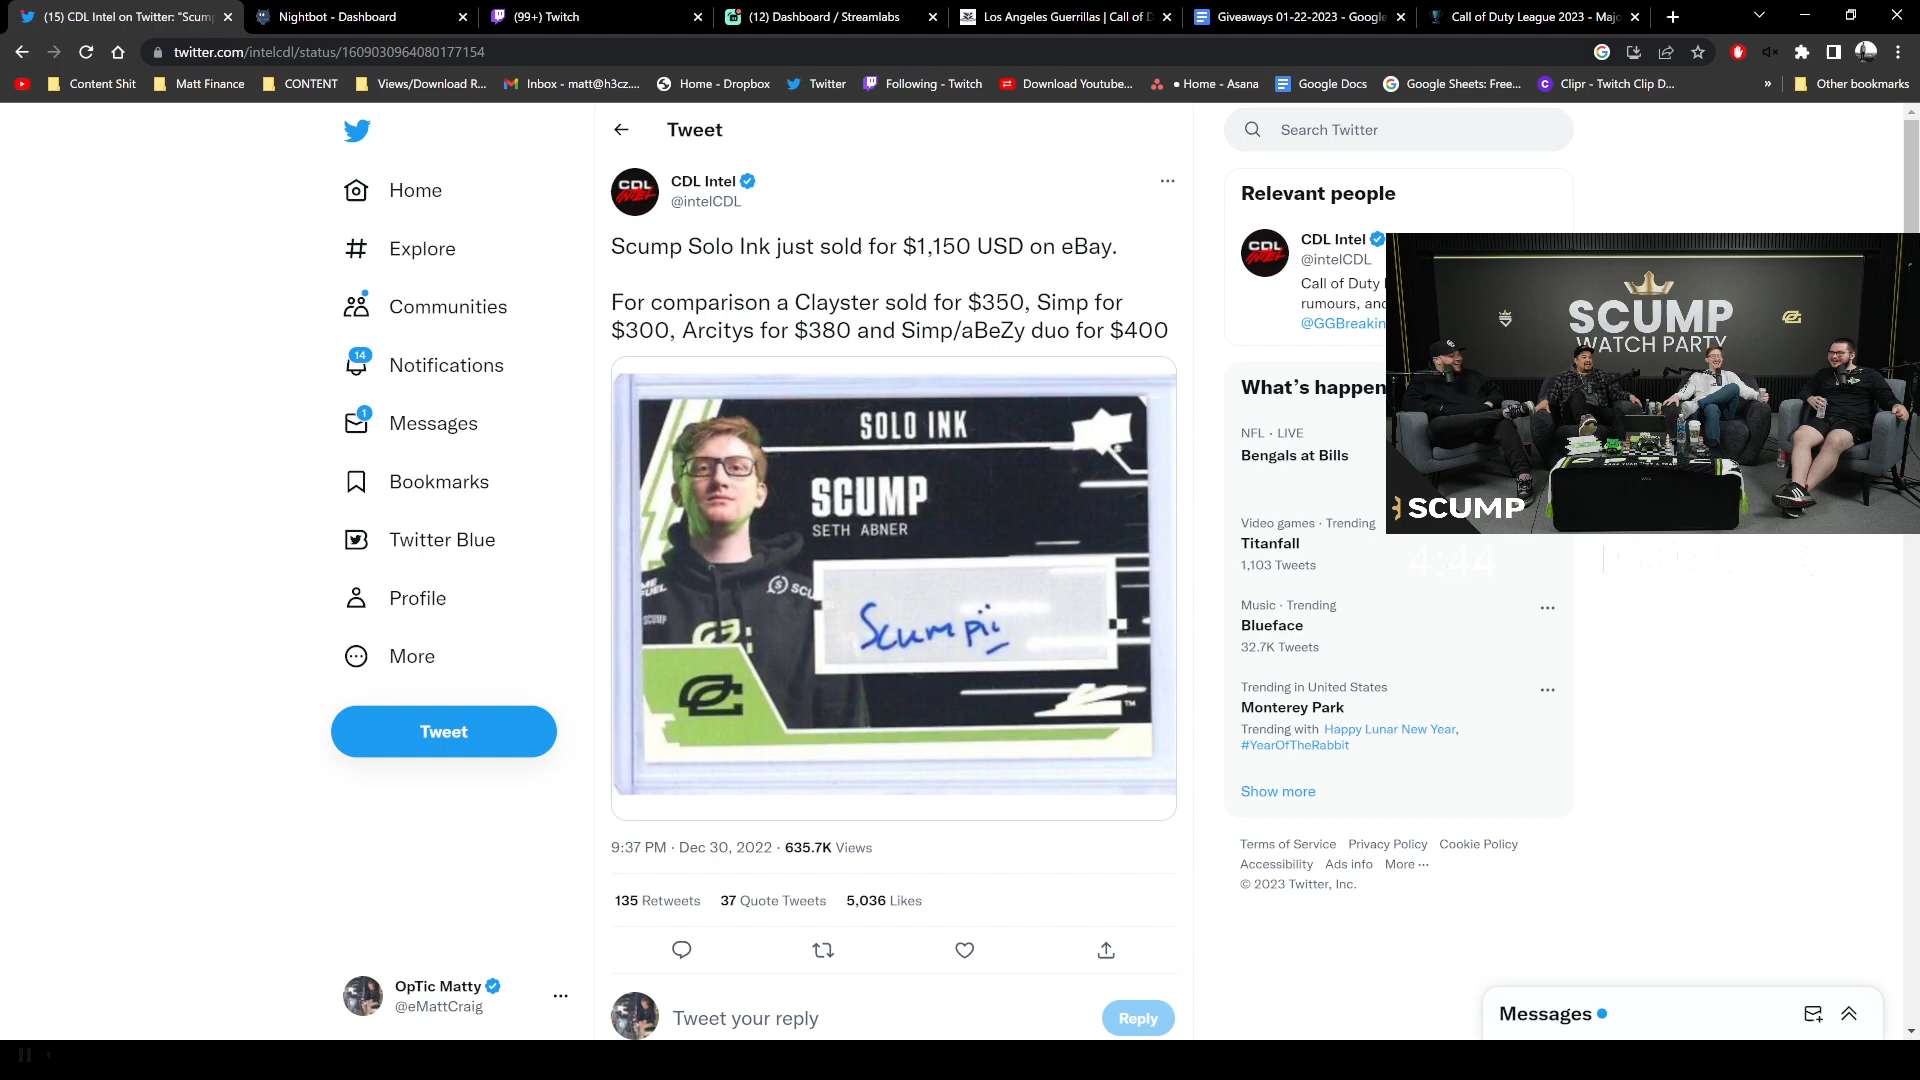 (15) CDL Intel on Twitter: "Scump
Nightbot - Dashboard
(99+) Twitch
(12) Dashboard / Streamlabs
Los Angeles Guerrillas | Call of D
Giveaways 01-22-2023 - Google
Call of Duty League 2023 - Majo
twitter.com/intelcdl/status/1609030964080177154
Content Shit
Matt Finance
CONTENT
Views/Download R...
Inbox - matt@h3cz....
Home - Dropbox
Twitter
Following - Twitch
Download Youtube...
• Home - Asana
Google Docs
Google Sheets: Free...
Clipr - Twitch Clip D...
»
Other bookmarks
Home
Explore
Communities
14
Notifications
1
Messages
Bookmarks
Twitter Blue
Profile
More
Tweet
OpTic Matty
@eMattCraig
Tweet
CDL Intel
@intelCDL
Scump Solo Ink just sold for $1,150 USD on eBay.
For comparison a Clayster sold for $350, Simp for
$300, Arcitys for $380 and Simp/aBeZy duo for $400
SOLO INK
SCUMP
SETH ABNER
Scumpii
9:37 PM · Dec 30, 2022 · 635.7K Views
135 Retweets 37 Quote Tweets 5,036 Likes
Tweet your reply
Reply
Search Twitter
Relevant people
CDL Intel
@intelCDL
Call of Duty
rumours, and
@GGBreakin
What's happen
NFL · LIVE
Bengals at Bills
Video games · Trending
Titanfall
1,103 Tweets
Music · Trending
Blueface
32.7K Tweets
Trending in United States
Monterey Park
Trending with Happy Lunar New Year,
#YearOfTheRabbit
Show more
Terms of Service Privacy Policy Cookie Policy
Accessibility Ads info More ···
© 2023 Twitter, Inc.
SCUMP
WATCH PARTY
SCUMP
4:44
Messages